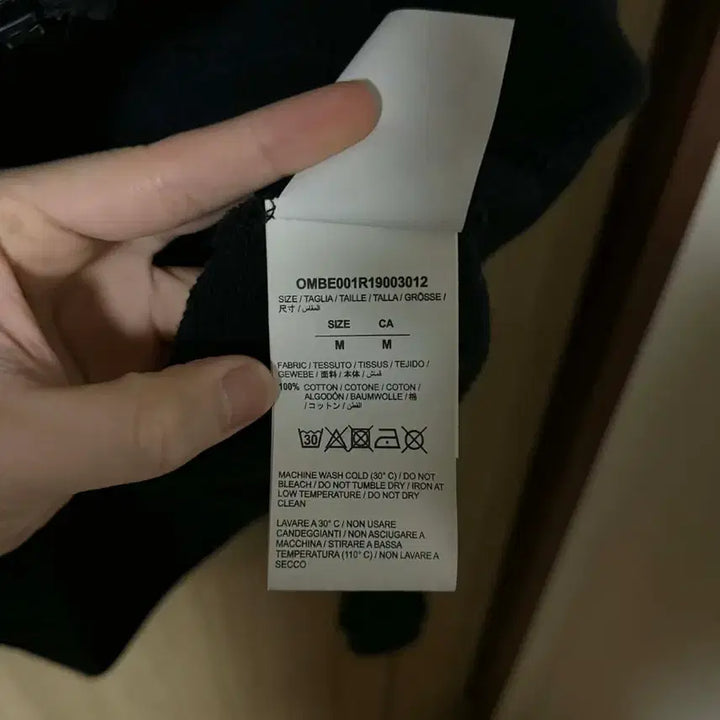 OMBE001R19003012
SIZE / TAGLIA / TAILLE / TALLA / GRÖSSE /
尺寸 / المقاس
SIZE CA
M M
FABRIC / TESSUTO / TISSUS / TEJIDO /
GEWEBE / 面料 / 本体 / قماش
100% COTTON / COTONE / COTON /
ALGODÓN / BAUMWOLLE / 棉
/ コットン / القطن
30
MACHINE WASH COLD (30° C) / DO NOT
BLEACH / DO NOT TUMBLE DRY / IRON AT
LOW TEMPERATURE / DO NOT DRY
CLEAN
LAVARE A 30° C / NON USARE
CANDEGGIANTI / NON ASCIUGARE A
MACCHINA / STIRARE A BASSA
TEMPERATURA (110° C) / NON LAVARE A
SECCO